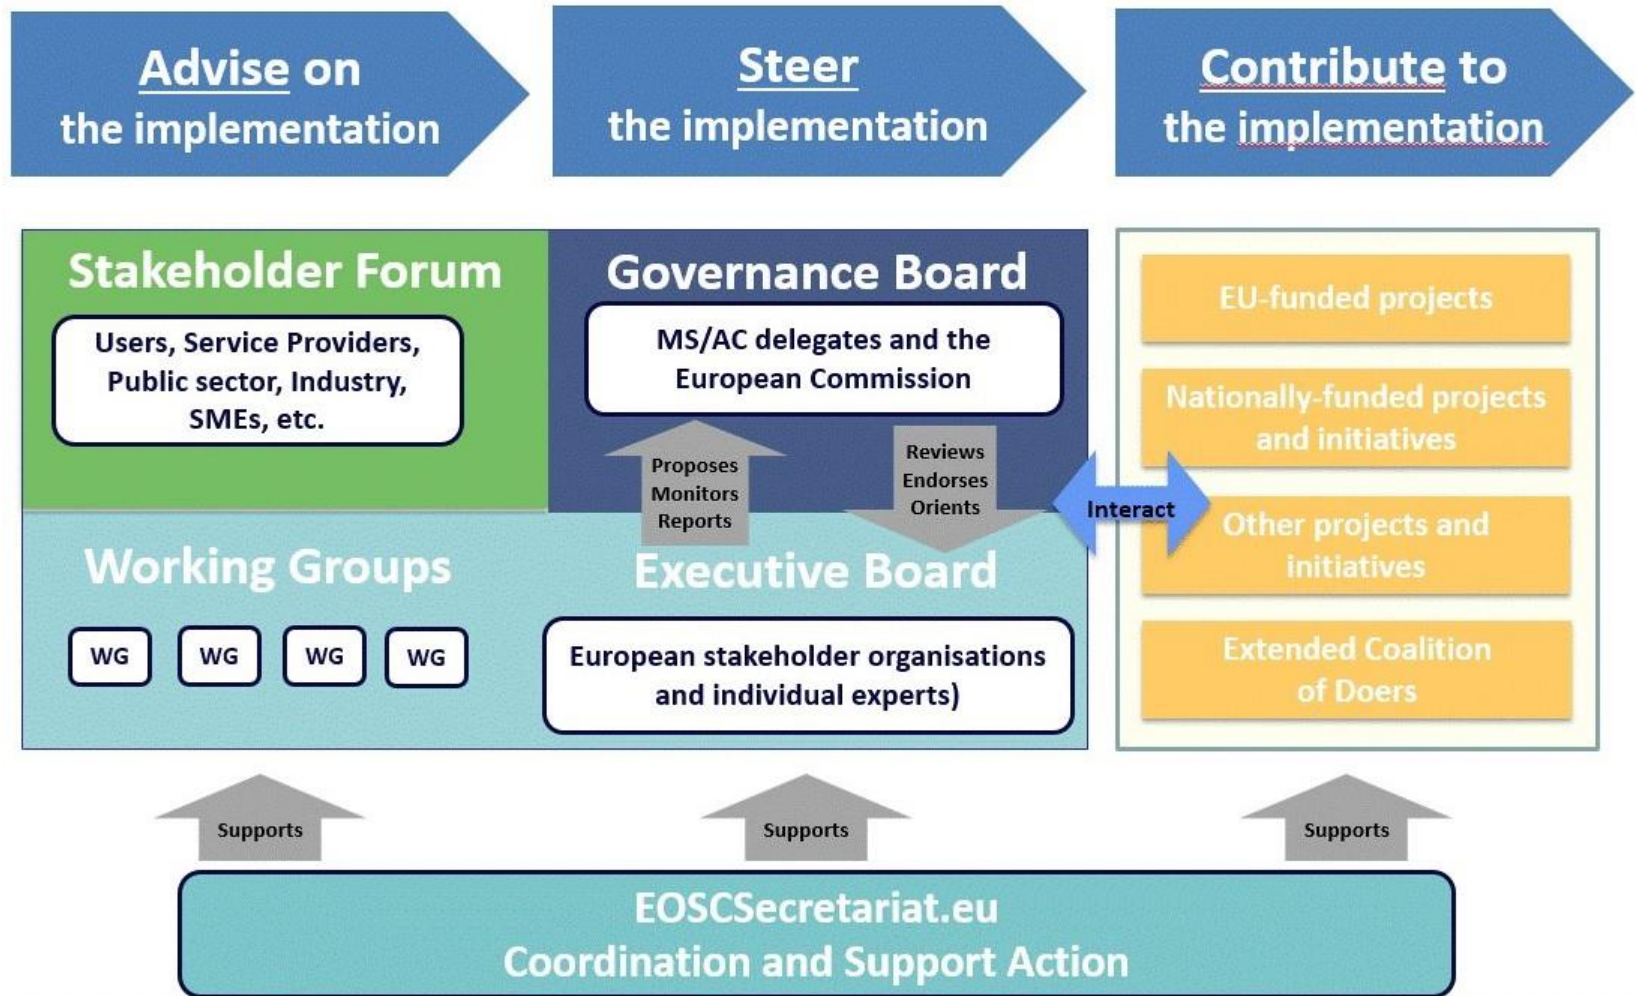 Advise on
the implementation
Steer
the implementation
Contribute to
the implementation
Stakeholder Forum
Users, Service Providers,
Public sector, Industry,
SMEs, etc.
Governance Board
MS/AC delegates and the
European Commission
Proposes
Monitors
Reports
Reviews
Endorses
Orients
Working Groups
WG
WG
WG
WG
Executive Board
European stakeholder organisations
and individual experts)
Interact
EU-funded projects
Nationally-funded projects
and initiatives
Other projects and
initiatives
Extended Coalition
of Doers
Supports
Supports
Supports
EOSCSecretariat.eu
Coordination and Support Action